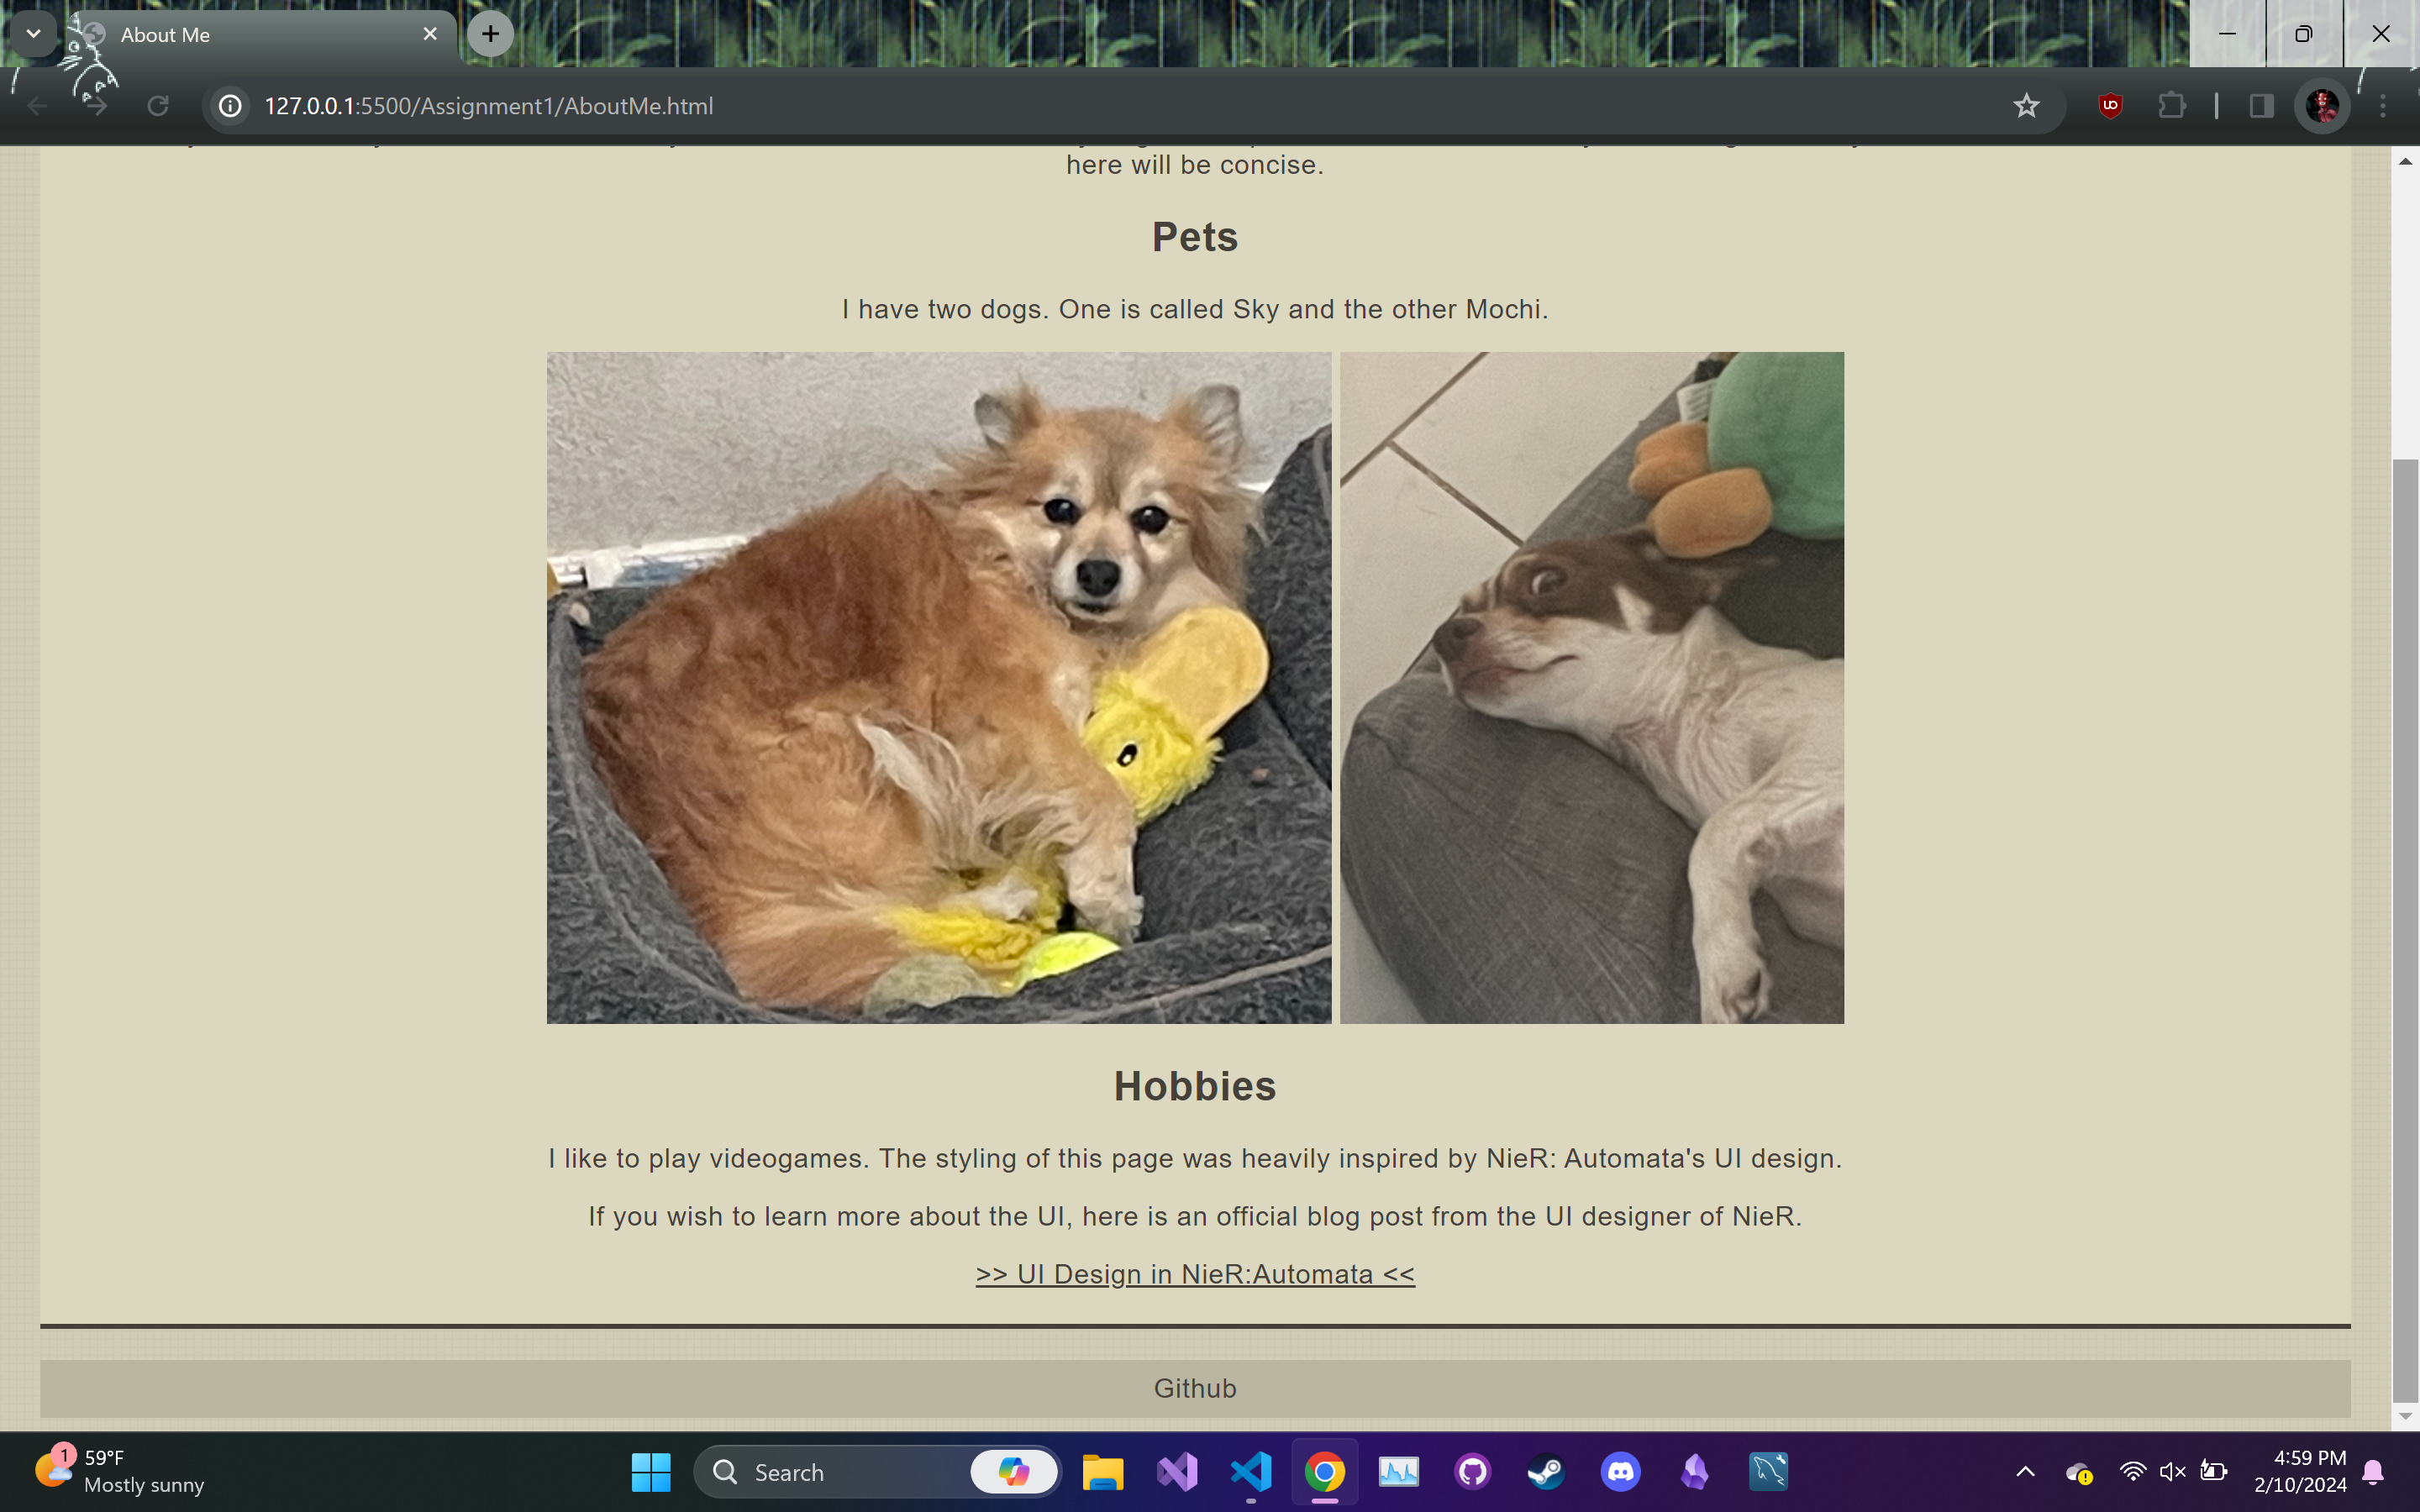 About Me
127.0.0.1:5500/Assignment1/AboutMe.html
here will be concise.
Pets
I have two dogs. One is called Sky and the other Mochi.
Hobbies
I like to play videogames. The styling of this page was heavily inspired by NieR: Automata's UI design.
If you wish to learn more about the UI, here is an official blog post from the UI designer of NieR.
>> UI Design in NieR:Automata <<
Github
1
59°F
Mostly sunny
Search
4:59 PM
2/10/2024